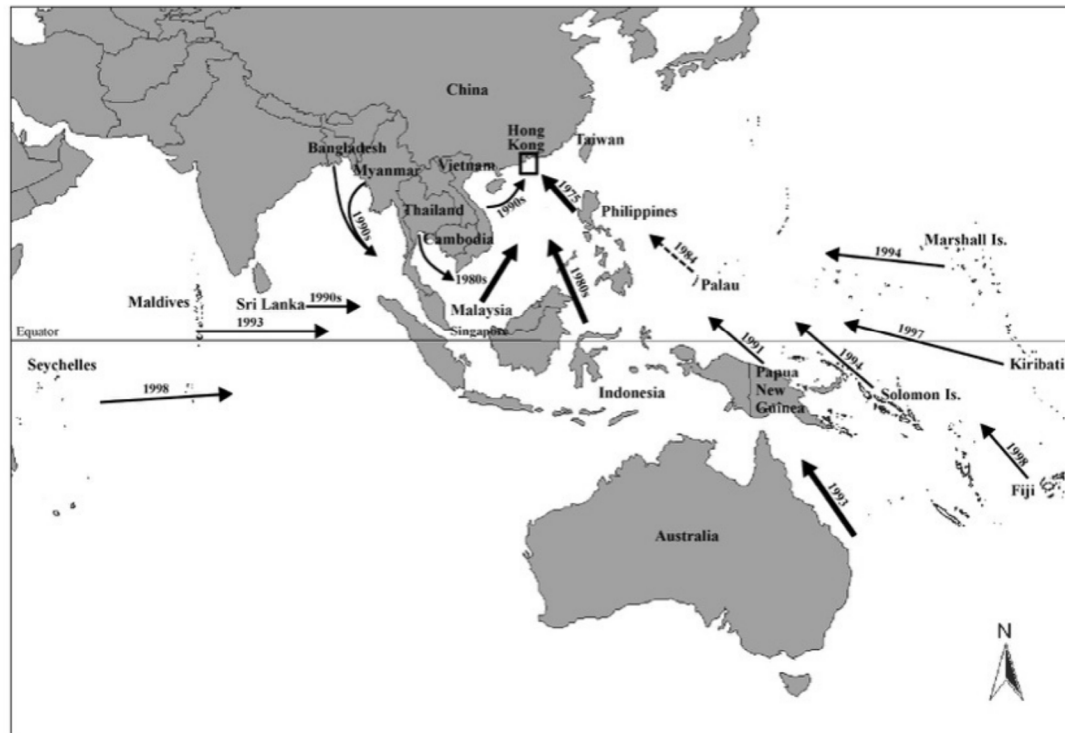 China
Hong
Kong
Taiwan
Bangladesh
Myanmar
Vietnam
1975
Thailand
1990s
Philippines
1990s
Cambodia
1984
1994
Marshall Is.
1980s
1980s
Palau
Maldives
Sri Lanka
1990s
Malaysia
1993
Singapore
Equator
1991
1997
1994
Kiribati
Seychelles
1998
Indonesia
Papua
New
Guinea
Solomon Is.
1998
Fiji
1993
Australia
N